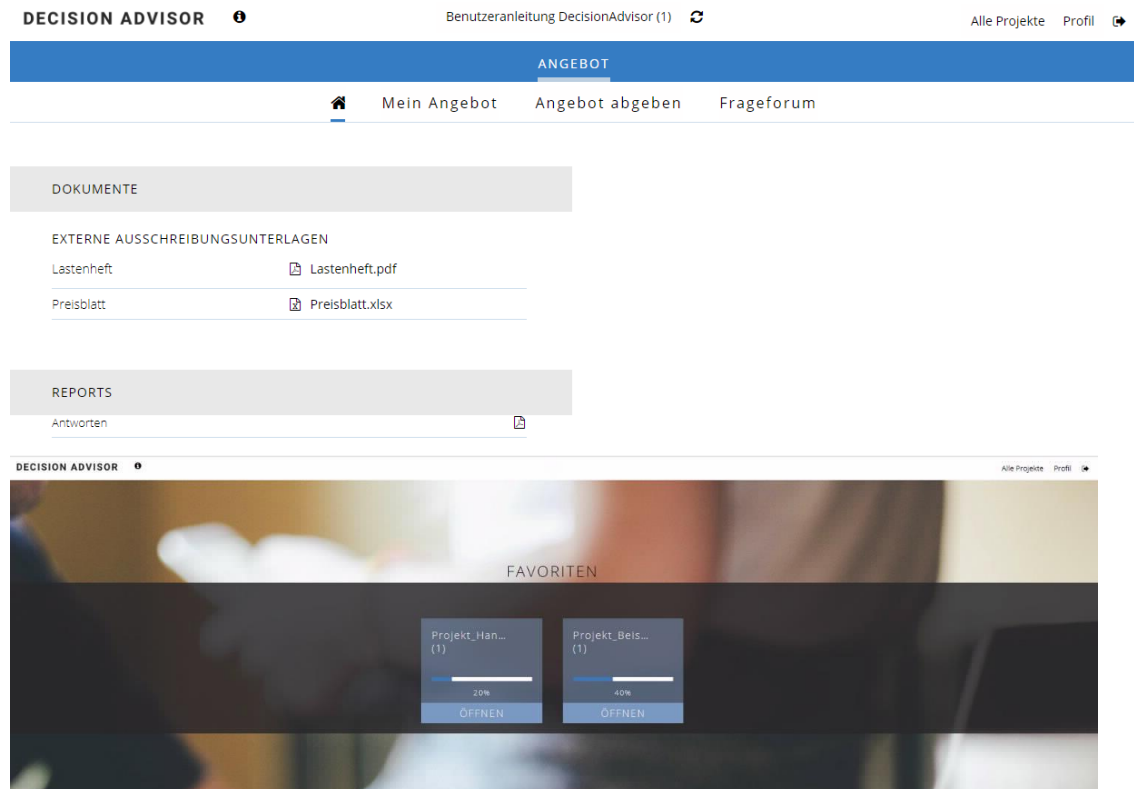 DECISION ADVISOR
Benutzeranleitung DecisionAdvisor (1)
Alle Projekte Profil
ANGEBOT
Mein Angebot Angebot abgeben Frageforum
DOKUMENTE
EXTERNE AUSSCHREIBUNGSUNTERLAGEN
Lastenheft Lastenheft.pdf
Preisblatt Preisblatt.xlsx
REPORTS
Antworten
DECISION ADVISOR
Alle Projekte Profil
FAVORITEN
Projekt_Han... Projekt_Beis...
(1) (1)
20% 40%
ÖFFNEN ÖFFNEN